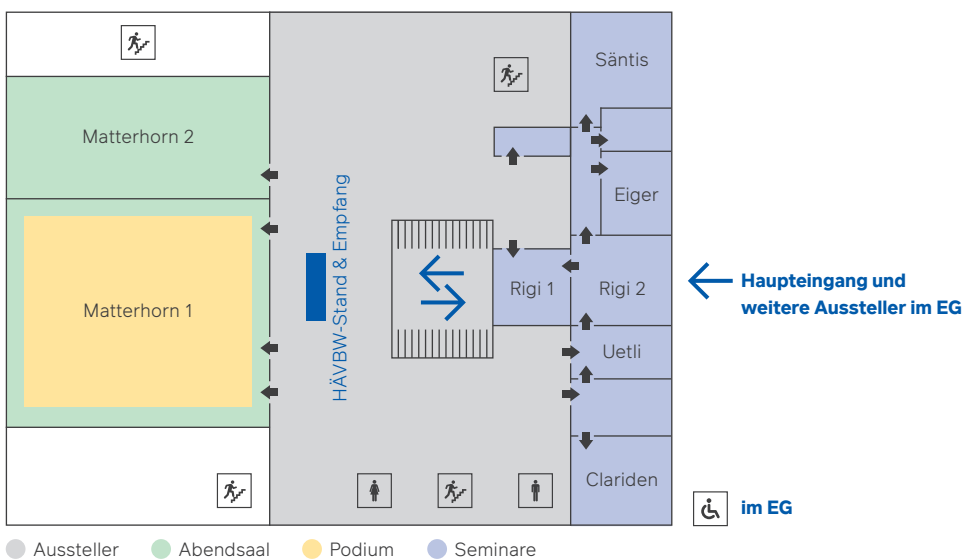 Säntis
Matterhorn 2
Eiger
HÄVBW-Stand & Empfang
Rigi 1
Rigi 2
Haupteingang und
weitere Aussteller im EG
Matterhorn 1
Uetli
Clariden
im EG
Aussteller
Abendsaal
Podium
Seminare